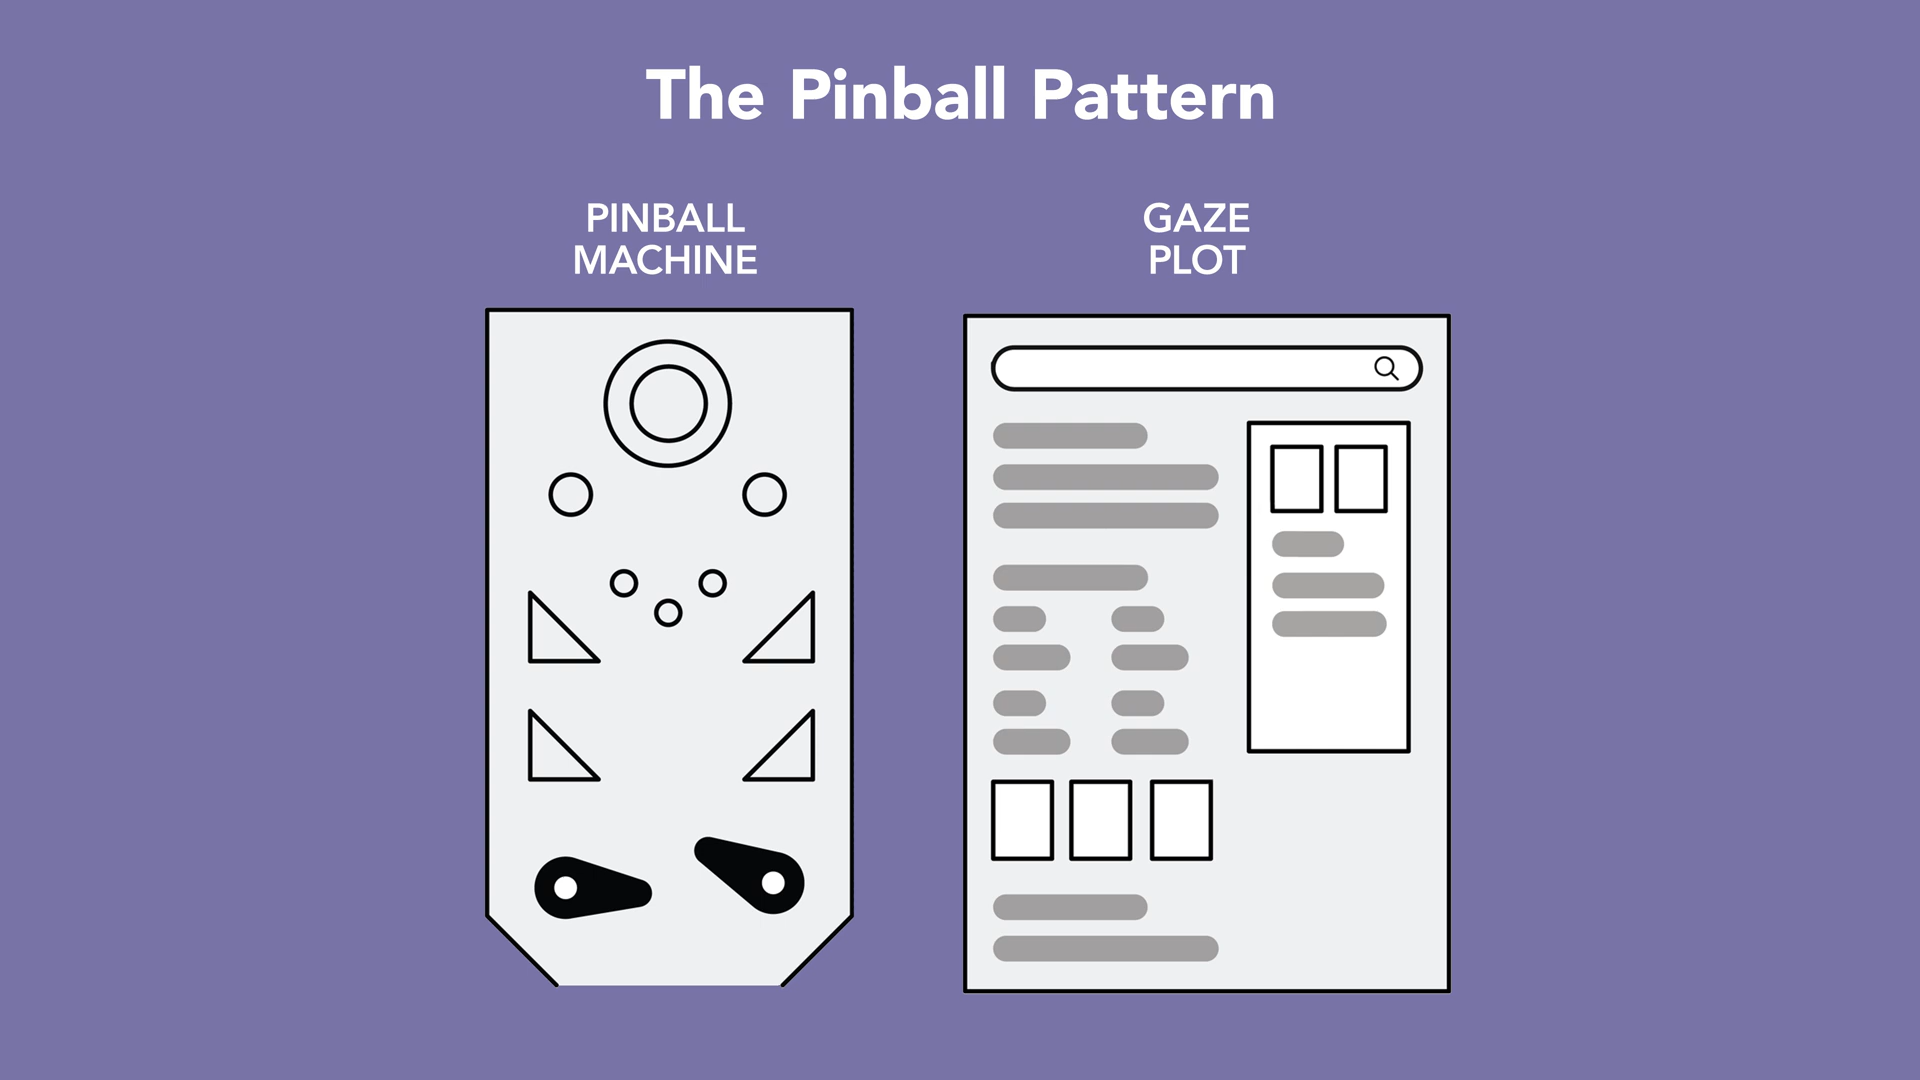 The Pinball Pattern
PINBALL
MACHINE
GAZE
PLOT